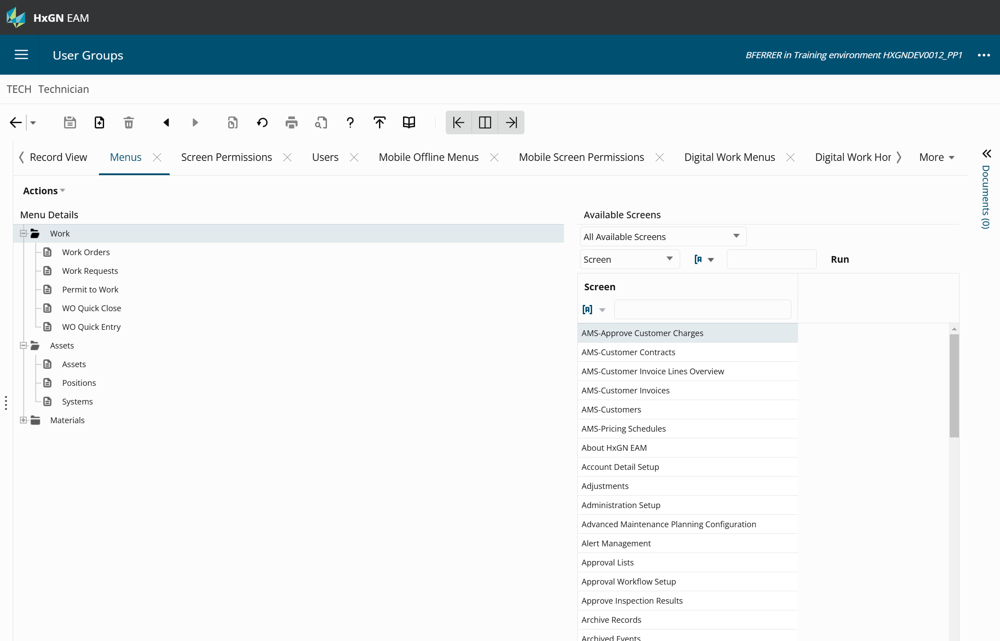 HxGN EAM
User Groups
BFERRER in Training environment HXGNDEV0012_PP1
TECH Technician
Record View
Menus
Screen Permissions
Users
Mobile Offline Menus
Mobile Screen Permissions
Digital Work Menus
Digital Work Hor
More
Documents (0)
Actions
Menu Details
Work
Work Orders
Work Requests
Permit to Work
WO Quick Close
WO Quick Entry
Assets
Assets
Positions
Systems
Materials
Available Screens
All Available Screens
Screen
Run
Screen
AMS-Approve Customer Charges
AMS-Customer Contracts
AMS-Customer Invoice Lines Overview
AMS-Customer Invoices
AMS-Customers
AMS-Pricing Schedules
About HxGN EAM
Account Detail Setup
Adjustments
Administration Setup
Advanced Maintenance Planning Configuration
Alert Management
Approval Lists
Approval Workflow Setup
Approve Inspection Results
Archive Records
Archived Events